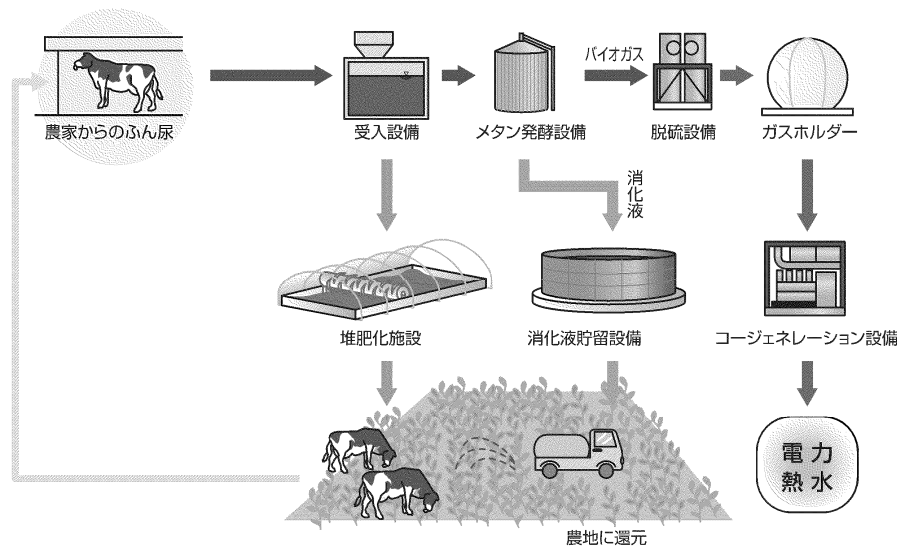 農家からのふん尿
受入設備
メタン発酵設備
バイオガス
脱硫設備
ガスホルダー
消化液
堆肥化施設
消化液貯留設備
コージェネレーション設備
電力
熱水
農地に還元